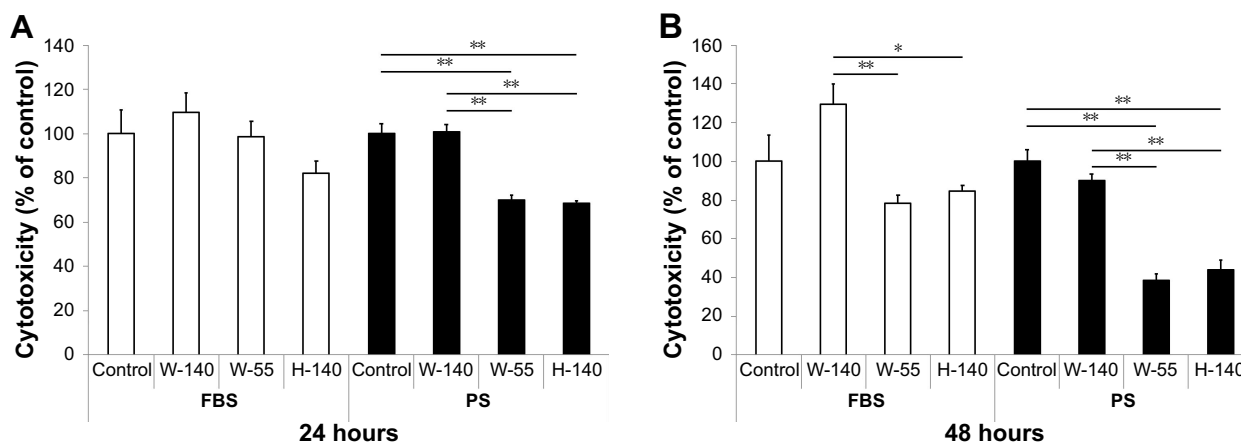 A
Cytotoxicity (% of control)
140
120
100
80
60
40
20
0
**
**
**
**
Control W-140 W-55 H-140 Control W-140 W-55 H-140
FBS PS
24 hours
B
Cytotoxicity (% of control)
160
140
120
100
80
60
40
20
0
*
**
**
**
**
**
Control W-140 W-55 H-140 Control W-140 W-55 H-140
FBS PS
48 hours